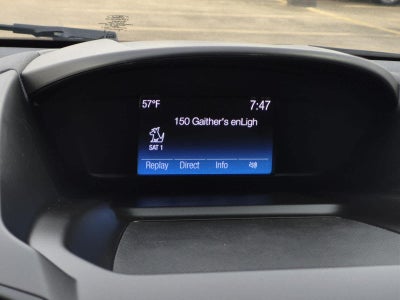 57°F 7:47
150 Gaither's enLigh
SAT 1
Replay Direct Info